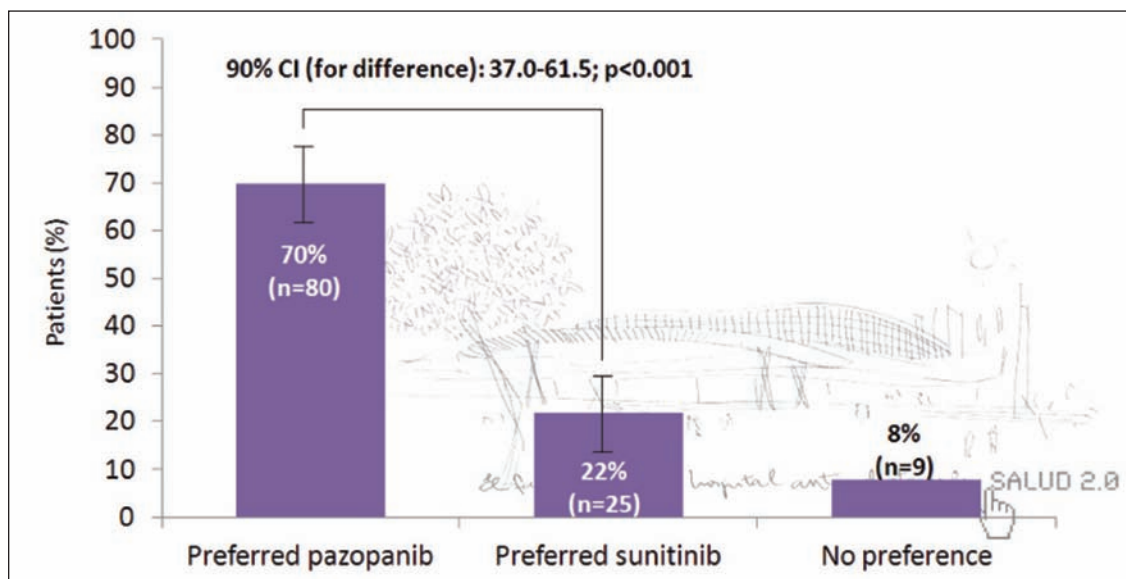 100
90% CI (for difference): 37.0-61.5; p<0.001
90
80
70
60
50
40
30
20
10
0
Patients (%)
70%
(n=80)
22%
(n=25)
8%
(n=9)
hospital
SALUD 2.0
Preferred pazopanib
Preferred sunitinib
No preference